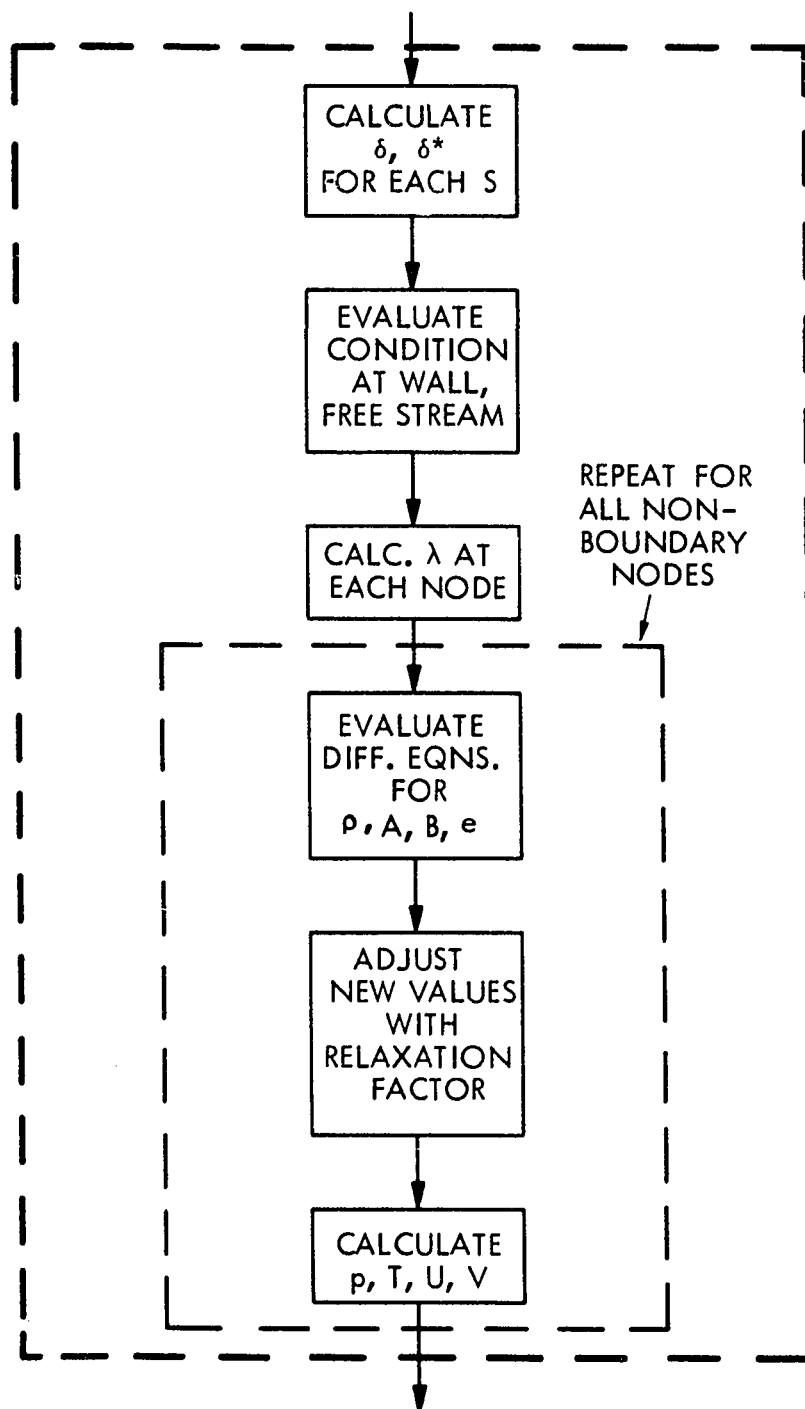 CALCULATE
δ, δ*
FOR EACH S
EVALUATE
CONDITION
AT WALL,
FREE STREAM
REPEAT FOR
ALL NON-
BOUNDARY
NODES
CALC. λ AT
EACH NODE
EVALUATE
DIFF. EQNS.
FOR
ρ, A, B, e
ADJUST
NEW VALUES
WITH
RELAXATION
FACTOR
CALCULATE
p, T, U, V